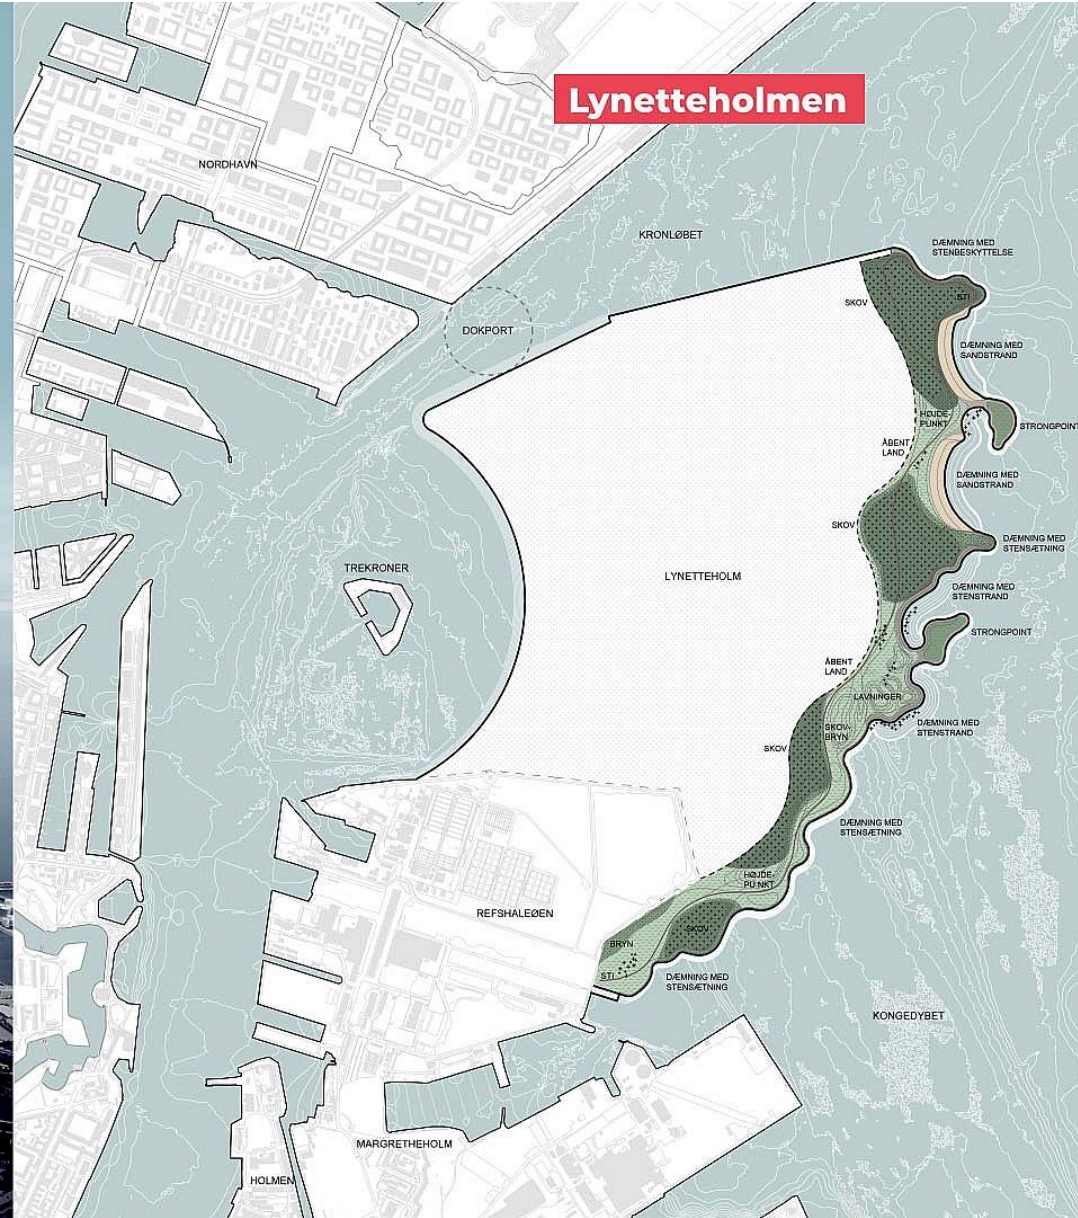 Lynetteholmen
NORDHAVN
KRONLØBET
DÆMNING MED
STENBESKYTTELSE
STI
SKOV
DOKPORT
DÆMNING MED
SANDSTRAND
HØJDE-
PUNKT
STRONGPOINT
ÅBENT
LAND
DÆMNING MED
SANDSTRAND
SKOV
DÆMNING MED
STENSÆTNING
TREKRONER
LYNETTEHOLM
DÆMNING MED
STENSTRAND
STRONGPOINT
ÅBENT
LAND
LAVNINGER
SKOV-
BRYN
DÆMNING MED
STENSTRAND
SKOV
DÆMNING MED
STENSÆTNING
HØJDE-
PUNKT
REFSHALEØEN
SKOV
BRYN
STI
DÆMNING MED
STENSÆTNING
KONGEDYBET
MARGRETHEHOLM
HOLMEN